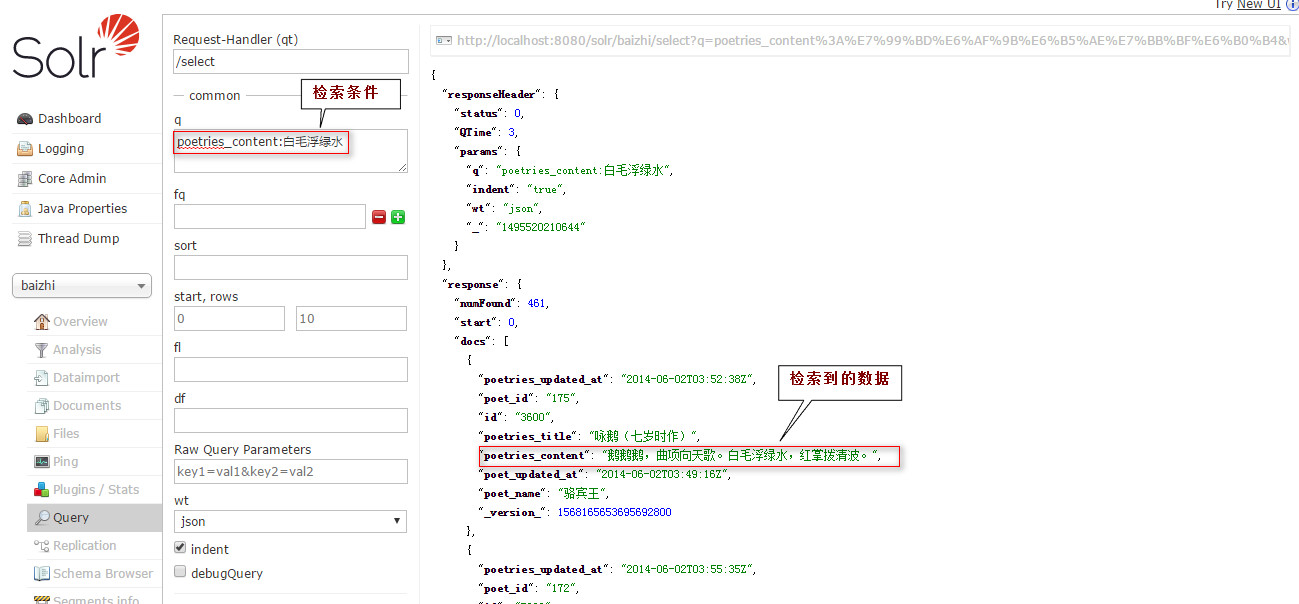 Try New UI
Solr
Dashboard
Logging
Core Admin
Java Properties
Thread Dump
baizhi
Overview
Analysis
Dataimport
Documents
Files
Ping
Plugins / Stats
Query
Replication
Schema Browser
Segments info
Request-Handler (qt)
/select
common
检索条件
q
poetries_content:白毛浮绿水
fq
sort
start, rows
0
10
fl
df
Raw Query Parameters
key1=val1&key2=val2
wt
json
indent
debugQuery
http://localhost:8080/solr/baizhi/select?q=poetries_content%3A%E7%99%BD%E6%AF%9B%E6%B5%AE%E7%BB%BF%E6%B0%B4&
{
"responseHeader": {
"status": 0,
"QTime": 3,
"params": {
"q": "poetries_content:白毛浮绿水",
"indent": "true",
"wt": "json",
"_": "1495520210644"
}
},
"response": {
"numFound": 461,
"start": 0,
"docs": [
{
"poetries_updated_at": "2014-06-02T03:52:38Z",
检索到的数据
"poet_id": "175",
"id": "3600",
"poetries_title": "咏鹅（七岁时作）",
"poetries_content": "鹅鹅鹅，曲项向天歌。白毛浮绿水，红掌拨清波。",
"poet_updated_at": "2014-06-02T03:49:16Z",
"poet_name": "骆宾王",
"_version_": 1568165653695692800
},
{
"poetries_updated_at": "2014-06-02T03:55:35Z",
"poet_id": "172",